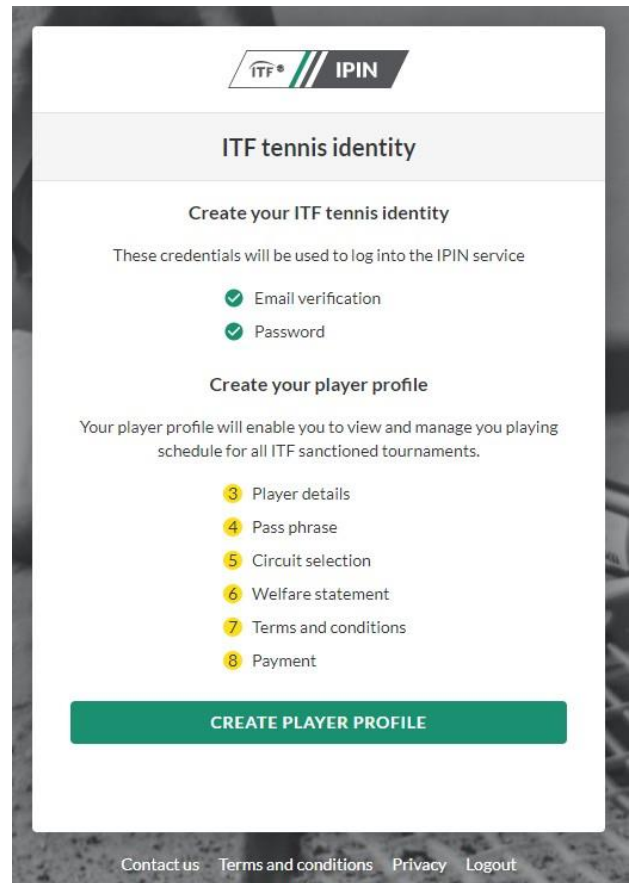 ITF® IPIN
ITF tennis identity
Create your ITF tennis identity
These credentials will be used to log into the IPIN service
Email verification
Password
Create your player profile
Your player profile will enable you to view and manage you playing
schedule for all ITF sanctioned tournaments.
3 Player details
4 Pass phrase
5 Circuit selection
6 Welfare statement
7 Terms and conditions
8 Payment
CREATE PLAYER PROFILE
Contact us Terms and conditions Privacy Logout